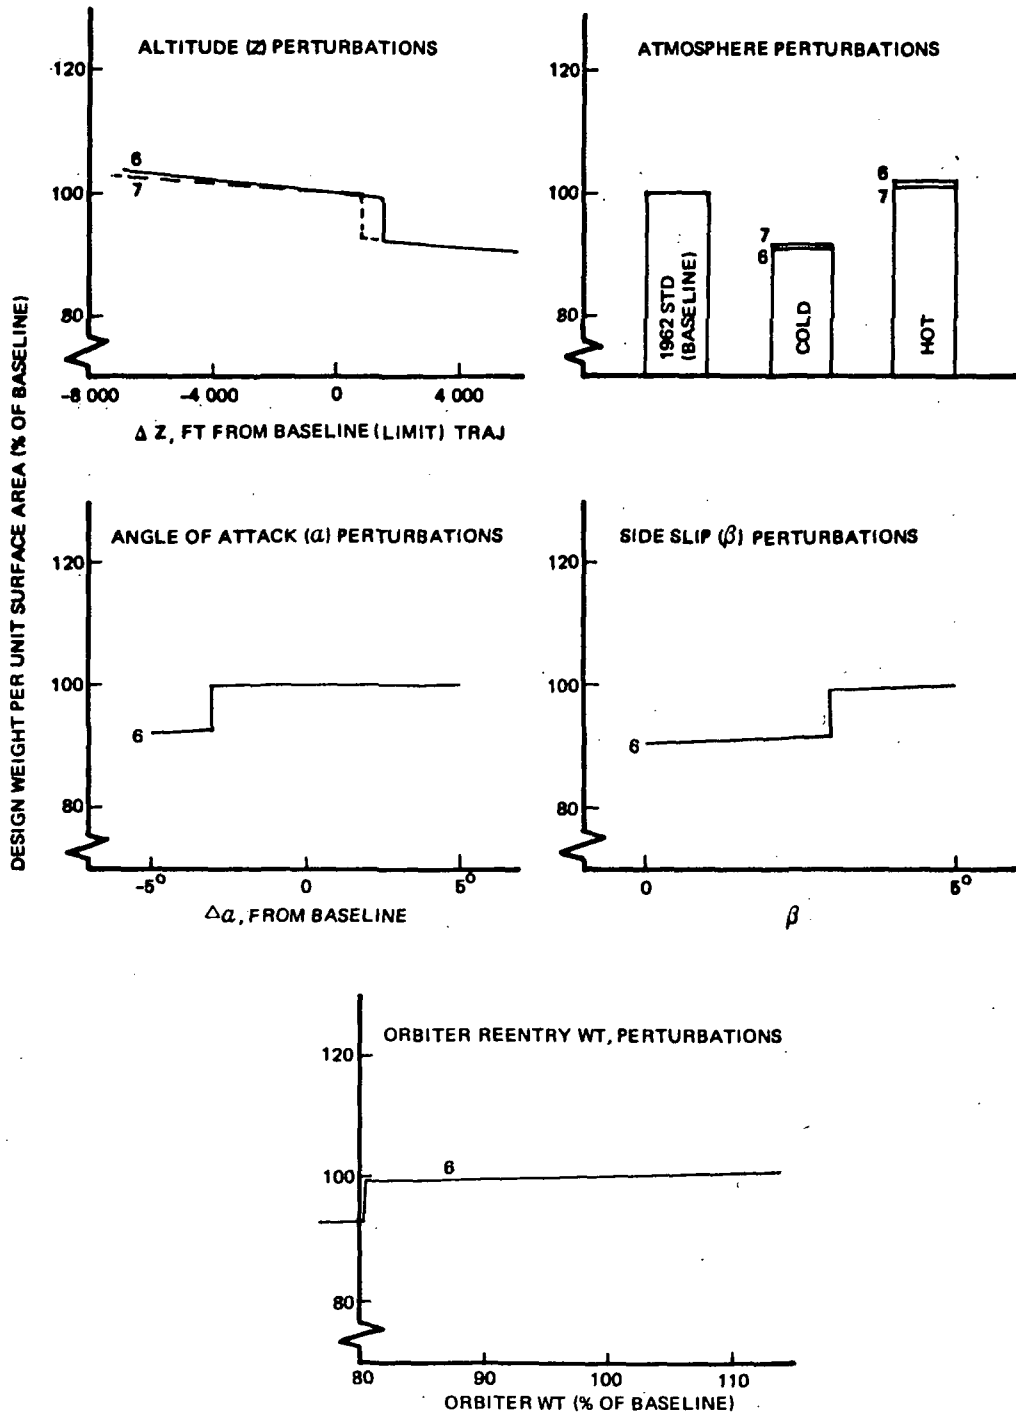 DESIGN WEIGHT PER UNIT SURFACE AREA (% OF BASELINE)
ALTITUDE (Z) PERTURBATIONS
120
100
80
6
7
-8 000
-4 000
0
4 000
Δ Z, FT FROM BASELINE (LIMIT) TRAJ
ATMOSPHERE PERTURBATIONS
120
100
80
1962 STD
(BASELINE)
7
6
COLD
6
7
HOT
ANGLE OF ATTACK (α) PERTURBATIONS
120
100
80
6
-5°
0
5°
Δα, FROM BASELINE
SIDE SLIP (β) PERTURBATIONS
120
100
80
6
0
5°
β
ORBITER REENTRY WT, PERTURBATIONS
120
100
80
6
80
90
100
110
ORBITER WT (% OF BASELINE)